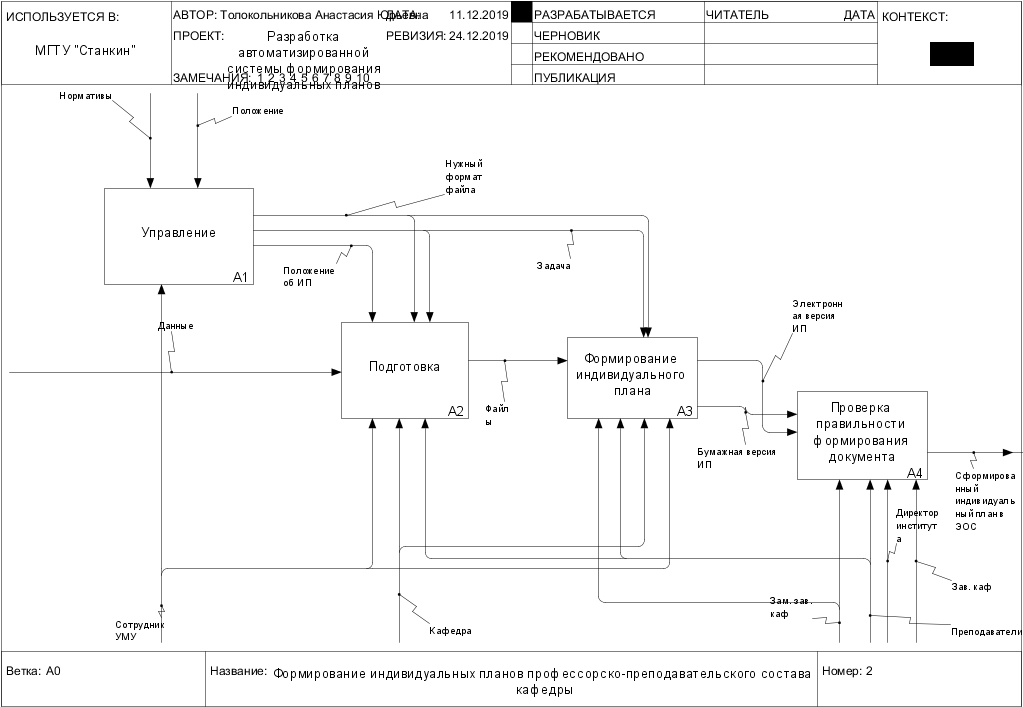 ИСПОЛЬЗУЕТСЯ В:
МГТУ "Станкин"
АВТОР: Толокольникова Анастасия Юрьевна
ДАТА: 11.12.2019
ПРОЕКТ: Разработка
автоматизированной
системы формирования
индивидуальных планов
РЕВИЗИЯ: 24.12.2019
ЗАМЕЧАНИЯ: 1 2 3 4 5 6 7 8 9 10
РАЗРАБАТЫВАЕТСЯ
ЧЕРНОВИК
РЕКОМЕНДОВАНО
ПУБЛИКАЦИЯ
ЧИТАТЕЛЬ ДАТА
КОНТЕКСТ:
Нормативы
Положение
Нужный
формат
файла
Управление
A1
Задача
Положение
об ИП
Данные
Электронн
ая версия
ИП
Подготовка
A2
Формирование
индивидуального
плана
A3
Файл
ы
Проверка
правильности
формирования
документа
A4
Бумажная версия
ИП
Сформирова
нный
индивидуаль
ный план в
ЭОС
Директор
институт
а
Зав. каф
Зам. зав.
каф
Сотрудник
УМУ
Кафедра
Преподаватели
Ветка: A0
Название: Формирование индивидуальных планов профессорско-преподавательского состава
кафедры
Номер: 2